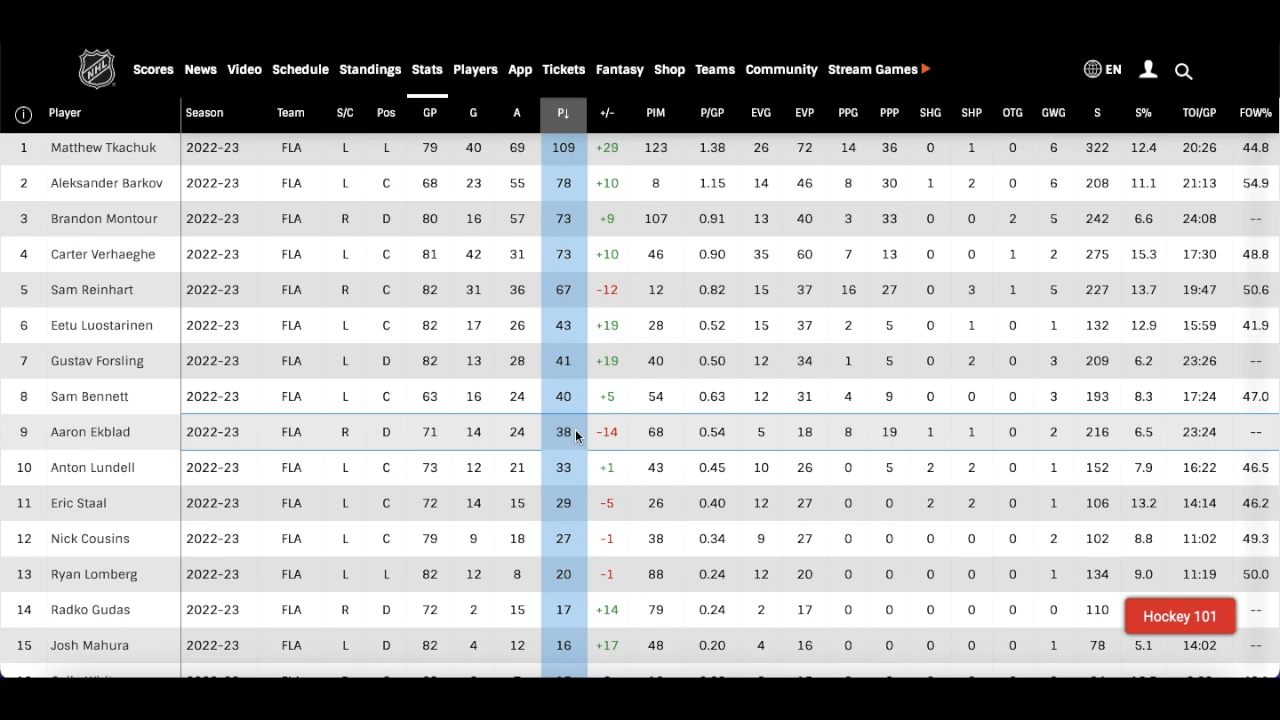 NHL Scores News Video Schedule Standings Stats Players App Tickets Fantasy Shop Teams Community Stream Games EN
i Player Season Team S/C Pos GP G A P↓ +/- PIM P/GP EVG EVP PPG PPP SHG SHP OTG GWG S S% TOI/GP FOW%
1 Matthew Tkachuk 2022-23 FLA L L 79 40 69 109 +29 123 1.38 26 72 14 36 0 1 0 6 322 12.4 20:26 44.8
2 Aleksander Barkov 2022-23 FLA L C 68 23 55 78 +10 8 1.15 14 46 8 30 1 2 0 6 208 11.1 21:13 54.9
3 Brandon Montour 2022-23 FLA R D 80 16 57 73 +9 107 0.91 13 40 3 33 0 0 2 5 242 6.6 24:08 --
4 Carter Verhaeghe 2022-23 FLA L C 81 42 31 73 +10 46 0.90 35 60 7 13 0 0 1 2 275 15.3 17:30 48.8
5 Sam Reinhart 2022-23 FLA R C 82 31 36 67 -12 12 0.82 15 37 16 27 0 3 1 5 227 13.7 19:47 50.6
6 Eetu Luostarinen 2022-23 FLA L C 82 17 26 43 +19 28 0.52 15 37 2 5 0 1 0 1 132 12.9 15:59 41.9
7 Gustav Forsling 2022-23 FLA L D 82 13 28 41 +19 40 0.50 12 34 1 5 0 2 0 3 209 6.2 23:26 --
8 Sam Bennett 2022-23 FLA L C 63 16 24 40 +5 54 0.63 12 31 4 9 0 0 0 3 193 8.3 17:24 47.0
9 Aaron Ekblad 2022-23 FLA R D 71 14 24 38 -14 68 0.54 5 18 8 19 1 1 0 2 216 6.5 23:24 --
10 Anton Lundell 2022-23 FLA L C 73 12 21 33 +1 43 0.45 10 26 0 5 2 2 0 1 152 7.9 16:22 46.5
11 Eric Staal 2022-23 FLA L C 72 14 15 29 -5 26 0.40 12 27 0 0 2 2 0 1 106 13.2 14:14 46.2
12 Nick Cousins 2022-23 FLA L C 79 9 18 27 -1 38 0.34 9 27 0 0 0 0 0 2 102 8.8 11:02 49.3
13 Ryan Lomberg 2022-23 FLA L L 82 12 8 20 -1 88 0.24 12 20 0 0 0 0 0 1 134 9.0 11:19 50.0
14 Radko Gudas 2022-23 FLA R D 72 2 15 17 +14 79 0.24 2 17 0 0 0 0 0 0 110 --
Hockey 101
15 Josh Mahura 2022-23 FLA L D 82 4 12 16 +17 48 0.20 4 16 0 0 0 0 0 1 78 5.1 14:02 --